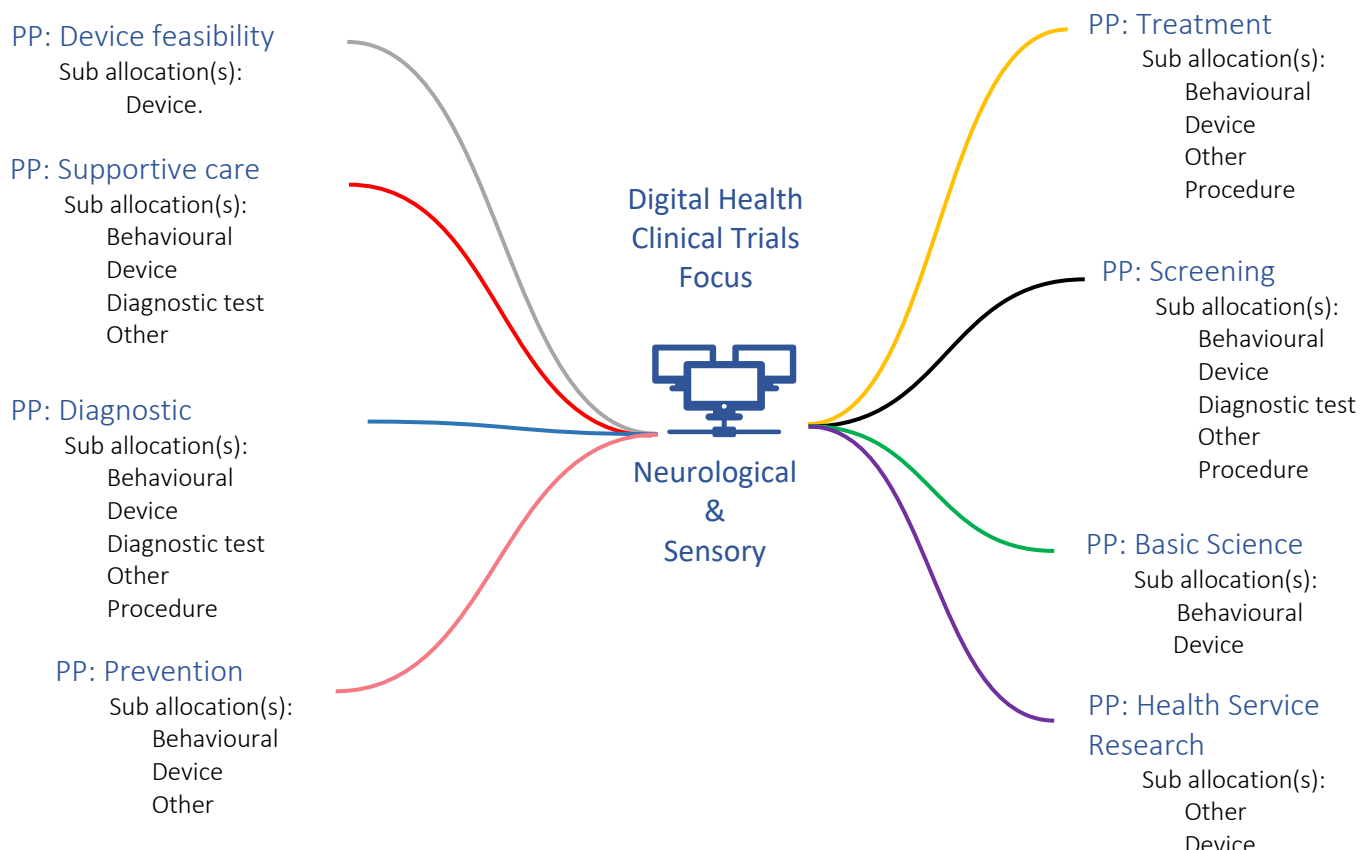 PP: Device feasibility
Sub allocation(s):
Device.
PP: Supportive care
Sub allocation(s):
Behavioural
Device
Diagnostic test
Other
PP: Diagnostic
Sub allocation(s):
Behavioural
Device
Diagnostic test
Other
Procedure
PP: Prevention
Sub allocation(s):
Behavioural
Device
Other
Digital Health
Clinical Trials
Focus
Neurological
&
Sensory
PP: Treatment
Sub allocation(s):
Behavioural
Device
Other
Procedure
PP: Screening
Sub allocation(s):
Behavioural
Device
Diagnostic test
Other
Procedure
PP: Basic Science
Sub allocation(s):
Behavioural
Device
PP: Health Service
Research
Sub allocation(s):
Other
Device